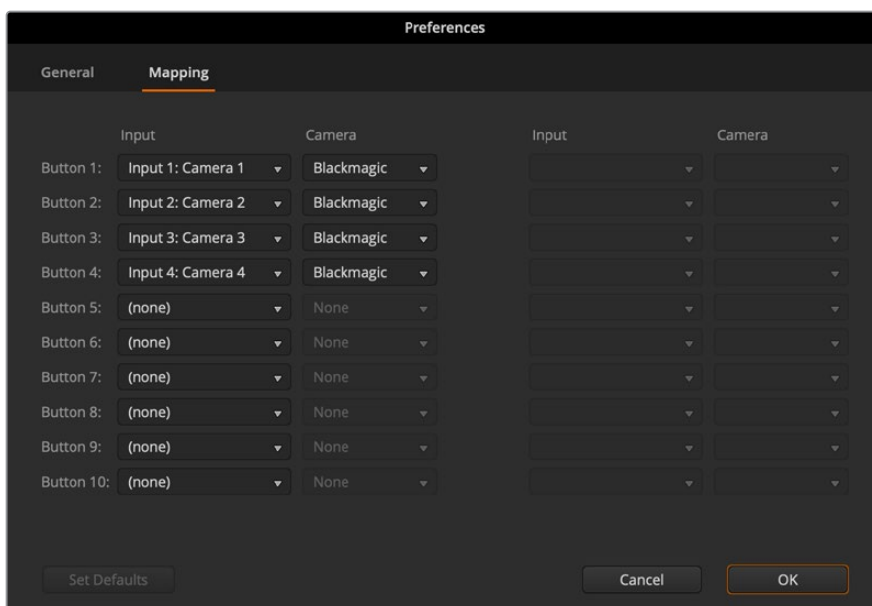 Preferences
General Mapping
Input Camera Input Camera
Button 1: Input 1: Camera 1 Blackmagic
Button 2: Input 2: Camera 2 Blackmagic
Button 3: Input 3: Camera 3 Blackmagic
Button 4: Input 4: Camera 4 Blackmagic
Button 5: (none) None
Button 6: (none) None
Button 7: (none) None
Button 8: (none) None
Button 9: (none) None
Button 10: (none) None
Set Defaults Cancel OK